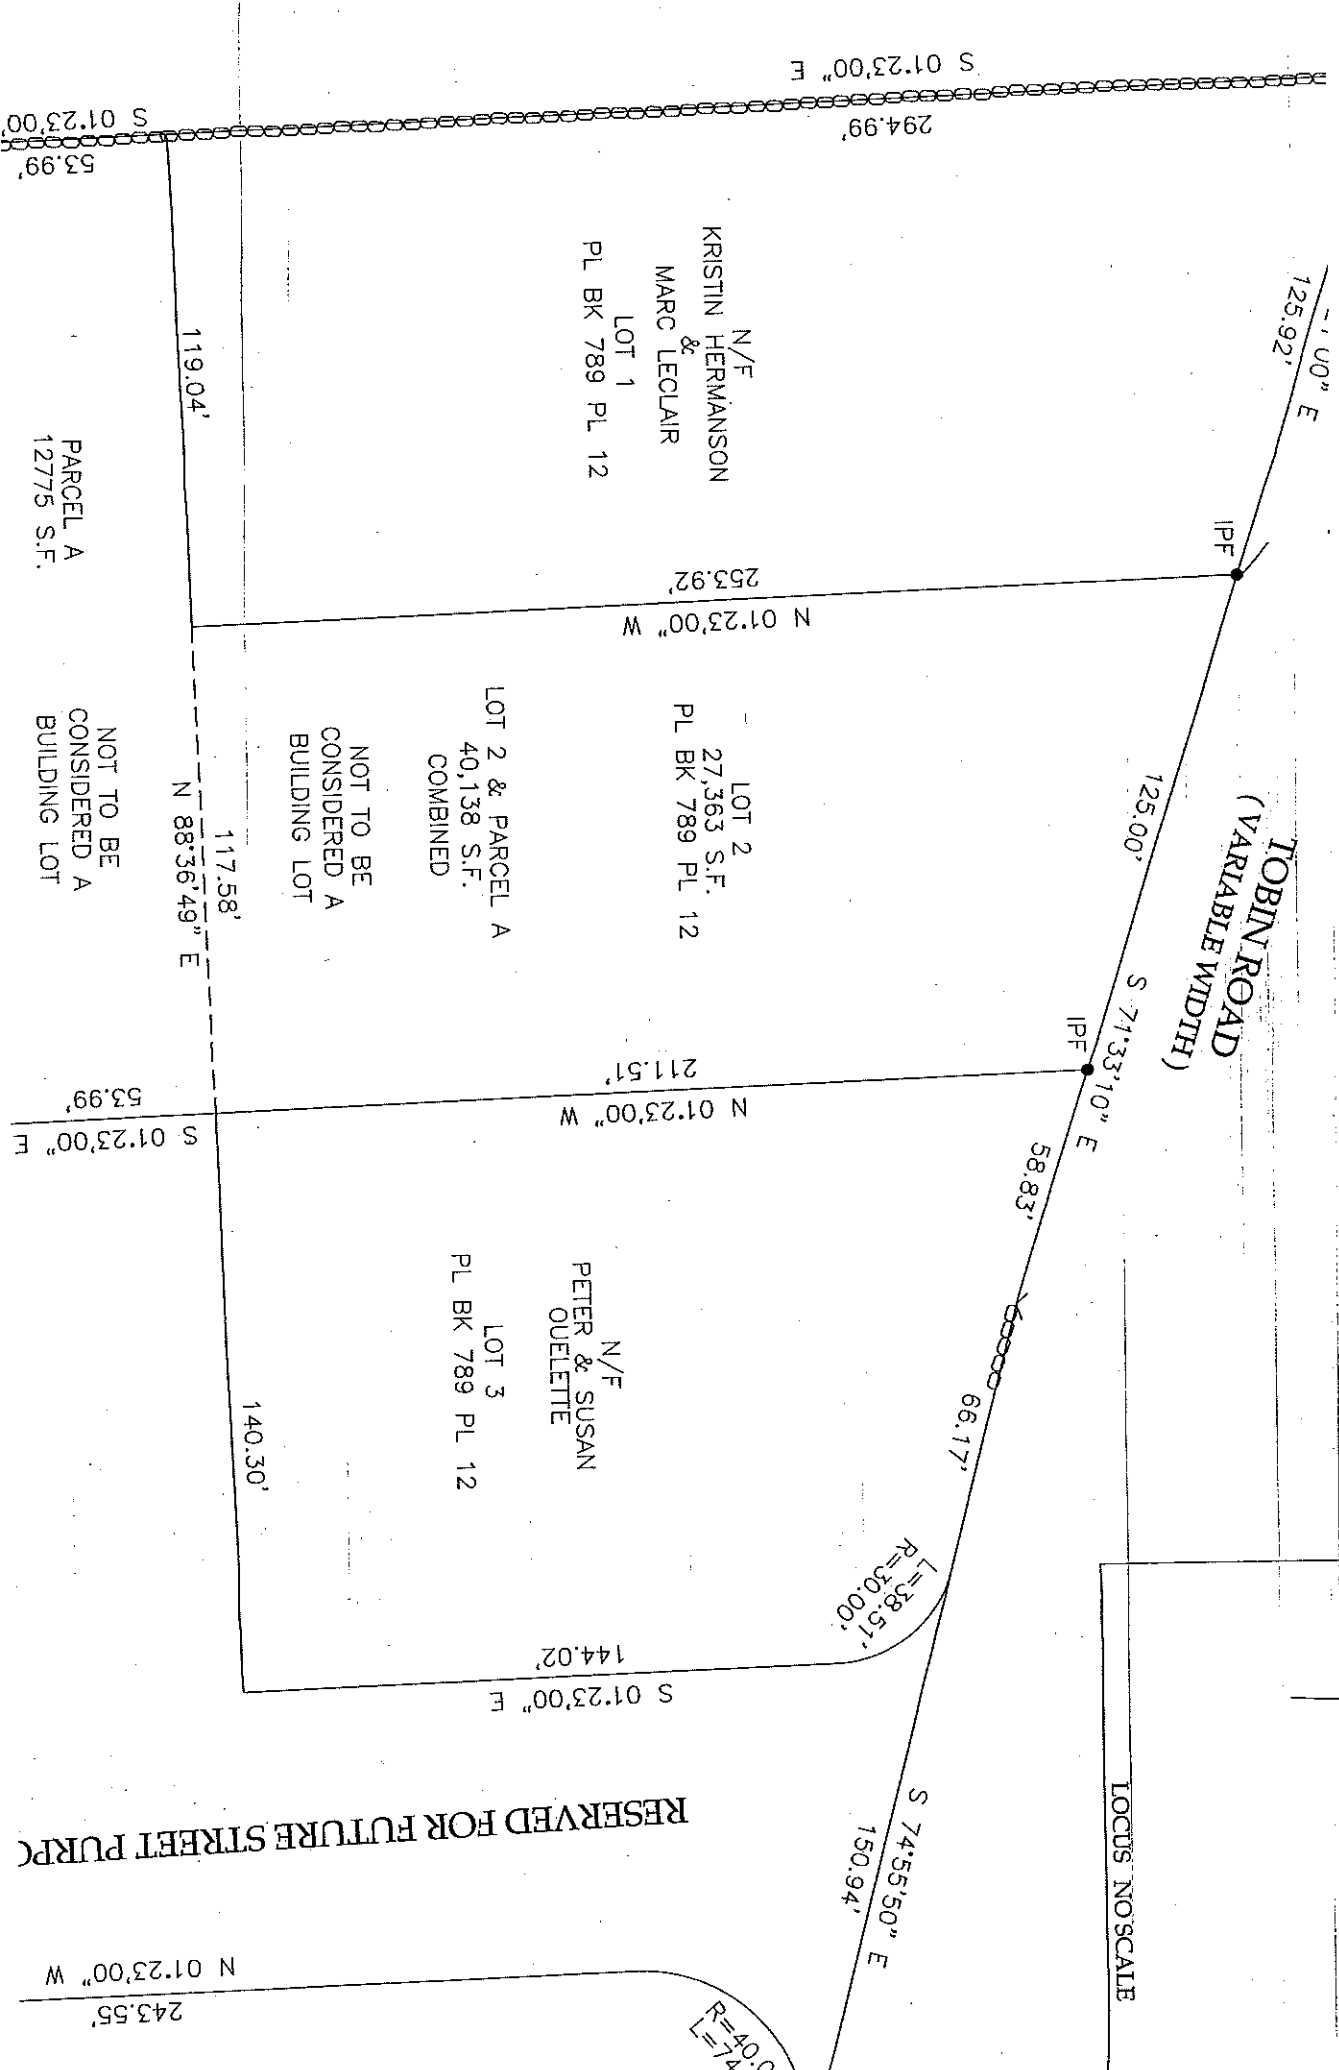 S 01°23'00" E
294.99'
S 01°23'00"
53.99'
00" E
125.92'
IPF
N/F
KRISTIN HERMANSON
&
MARC LECLAIR
LOT 1
PL BK 789 PL 12
119.04'
PARCEL A
12775 S.F.
253.92'
N 01°23'00" W
TOBIN ROAD
(VARIABLE WIDTH)
125.00'
S 71°33'10" E
IPF
LOT 2
27,363 S.F.
PL BK 789 PL 12
LOT 2 & PARCEL A
40,138 S.F.
COMBINED
NOT TO BE
CONSIDERED A
BUILDING LOT
117.58'
N 88°36'49" E
NOT TO BE
CONSIDERED A
BUILDING LOT
211.51'
N 01°23'00" W
53.99'
S 01°23'00" E
58.83'
66.17'
N/F
PETER & SUSAN
OUELETTE
LOT 3
PL BK 789 PL 12
140.30'
L=38.51'
R=30.00'
144.02'
S 01°23'00" E
S 74°55'50" E
150.94'
LOCUS NO SCALE
RESERVED FOR FUTURE STREET PURPO
N 01°23'00" W
243.55'
R=40.0
L=74